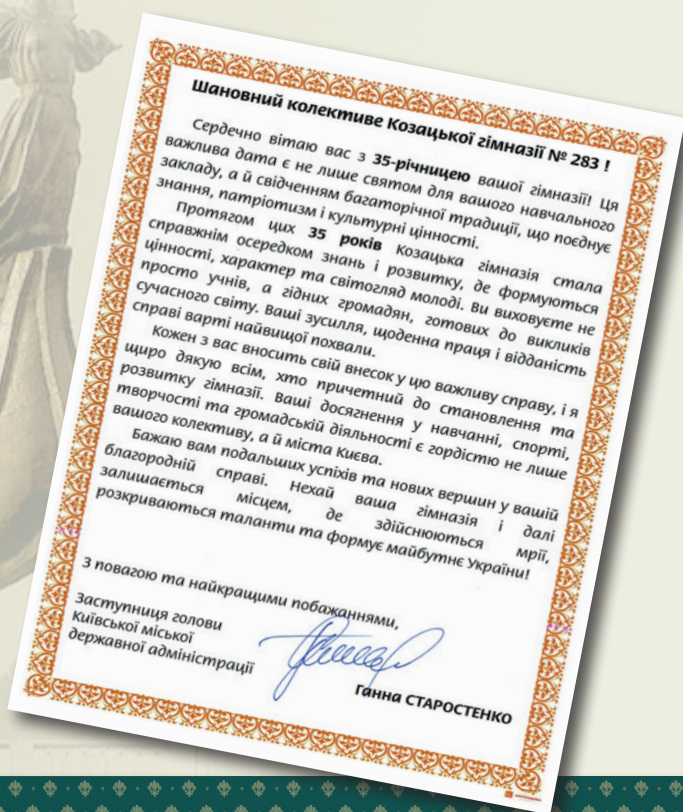 Шановний колективе Козацької гімназії № 283 !
Сердечно вітаю вас з 35-річницею вашої гімназії! Ця
важлива дата є не лише святом для вашого навчального
закладу, а й свідченням багаторічної традиції, що поєднує
знання, патріотизм і культурні цінності.
Протягом цих 35 років Козацька гімназія стала
справжнім осередком знань і розвитку, де формуються
цінності, характер та світогляд молоді. Ви виховуєте не
просто учнів, а гідних громадян, готових до викликів
сучасного світу. Ваші зусилля, щоденна праця і відданість
справі варті найвищої похвали.
Кожен з вас вносить свій внесок у цю важливу справу, і я
щиро дякую всім, хто причетний до становлення та
розвитку гімназії. Ваші досягнення у навчанні, спорті,
творчості та громадській діяльності є гордістю не лише
вашого колективу, а й міста Києва.
Бажаю вам подальших успіхів та нових вершин у вашій
благородній справі. Нехай ваша гімназія і далі
залишається місцем, де здійснюються мрії,
розкриваються таланти та формує майбутнє України!
З повагою та найкращими побажаннями,
Заступниця голови
Київської міської
державної адміністрації
Ганна СТАРОСТЕНКО